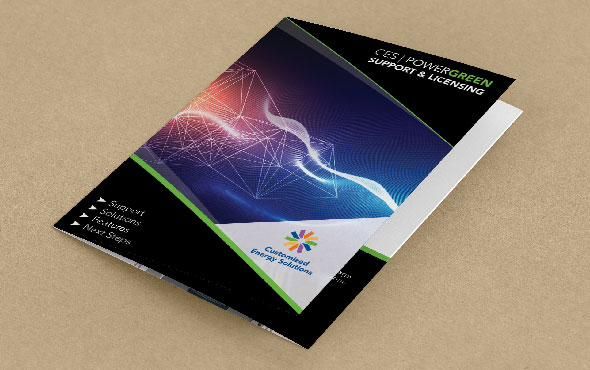 CES | POWERGREEN
SUPPORT & LICENSING
Support
Solutions
Features
Next Steps
Customized
Energy Solutions